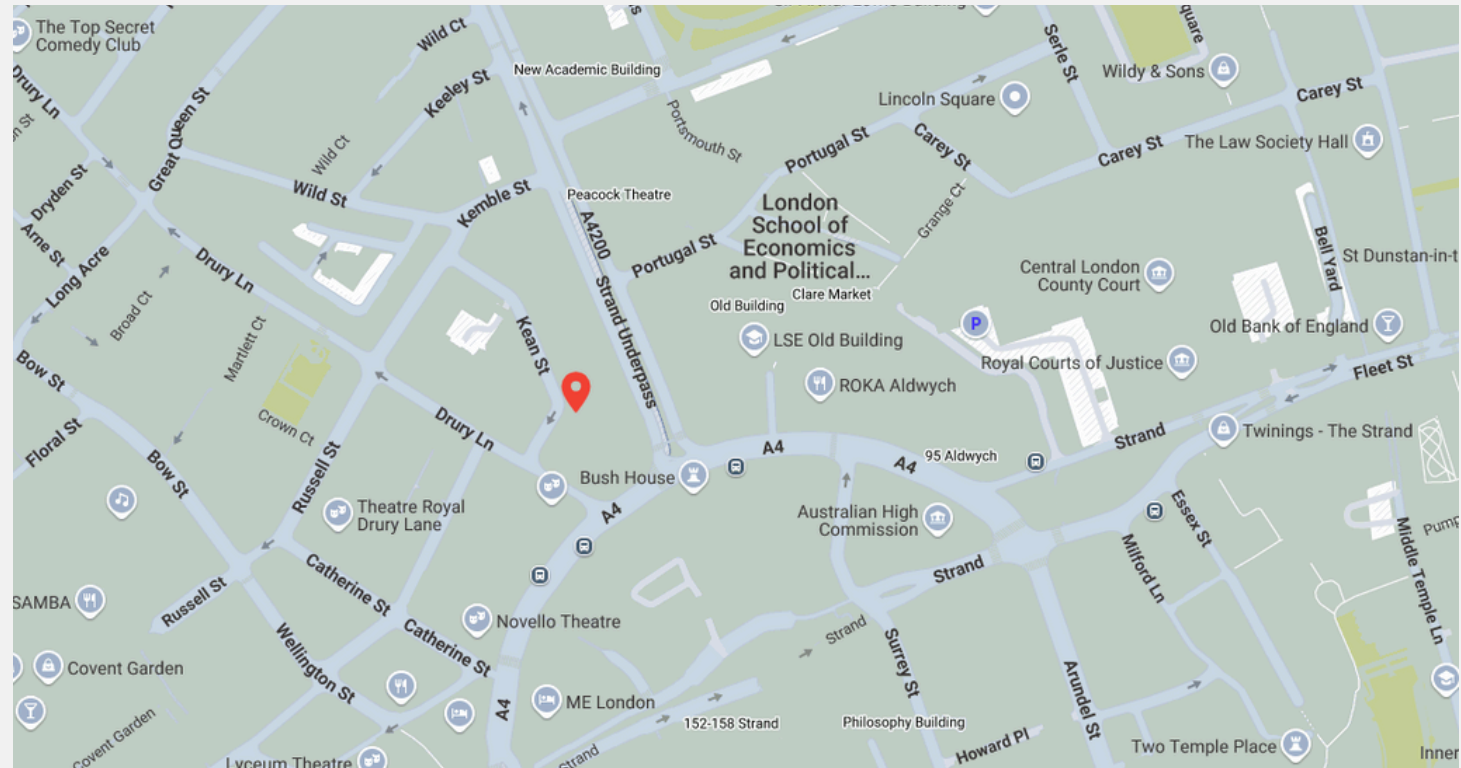 The Top Secret
Comedy Club
Drury Ln
Great Queen St
Dryden St
Arne St
Long Acre
Broad Ct
Martlett Ct
Bow St
Floral St
Crown Ct
Bow St
Wild Ct
Keeley St
Wild Ct
Wild St
Kemble St
Drury Ln
Kean St
Drury Ln
Russell St
Theatre Royal
Drury Lane
Russell St
Catherine St
Catherine St
Wellington St
SAMBA
Covent Garden
Covent Garden
Lyceum Theatre
New Academic Building
Portsmouth St
Peacock Theatre
A4200
Strand Underpass
Portugal St
Portugal St
London
School of
Economics
and Political...
Clare Market
Old Building
LSE Old Building
ROKA Aldwych
Bush House
A4
A4
A4
A4
95 Aldwych
Australian High
Commission
Novello Theatre
ME London
152-158 Strand
Philosophy Building
Strand
Strand
Strand
Surrey St
Howard Pl
Arundel St
Lincoln Square
Serle St
Carey St
Carey St
Carey St
Grange Ct
Wildy & Sons
The Law Society Hall
Central London
County Court
P
Royal Courts of Justice
Bell Yard
St Dunstan-in-t
Old Bank of England
Fleet St
Strand
Twinings - The Strand
Essex St
Milford Ln
Middle Temple Ln
Pump
Two Temple Place
Inner